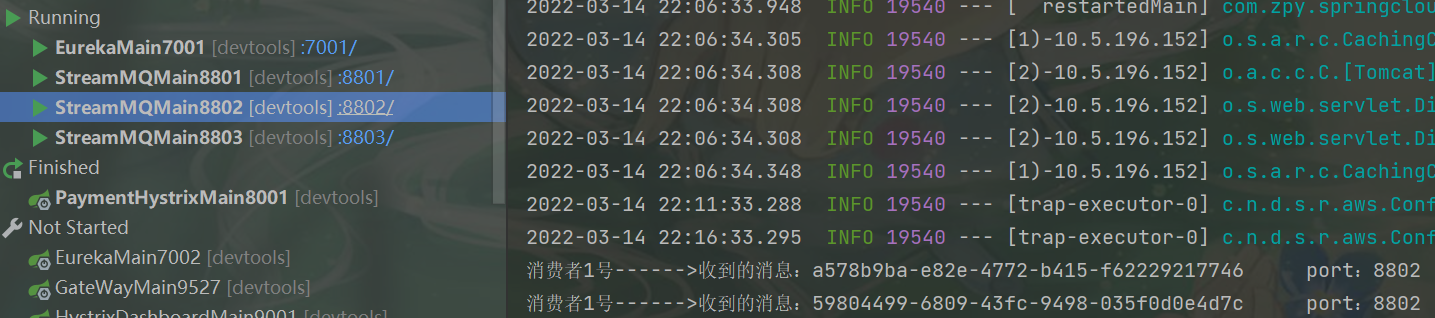 Running
EurekaMain7001 [devtools] :7001/
StreamMQMain8801 [devtools] :8801/
StreamMQMain8802 [devtools] :8802/
StreamMQMain8803 [devtools] :8803/
Finished
PaymentHystrixMain8001 [devtools]
Not Started
EurekaMain7002 [devtools]
GateWayMain9527 [devtools]
HystrixDashboardMain9001 [devtools]
2022-03-14 22:06:33.948 INFO 19540 --- [ restartedMain] com.zpy.springclou
2022-03-14 22:06:34.305 INFO 19540 --- [1)-10.5.196.152] o.s.a.r.c.CachingC
2022-03-14 22:06:34.308 INFO 19540 --- [2)-10.5.196.152] o.a.c.c.C.[Tomcat]
2022-03-14 22:06:34.308 INFO 19540 --- [2)-10.5.196.152] o.s.web.servlet.Di
2022-03-14 22:06:34.308 INFO 19540 --- [2)-10.5.196.152] o.s.web.servlet.Di
2022-03-14 22:06:34.348 INFO 19540 --- [1)-10.5.196.152] o.s.a.r.c.CachingC
2022-03-14 22:11:33.288 INFO 19540 --- [trap-executor-0] c.n.d.s.r.aws.Conf
2022-03-14 22:16:33.295 INFO 19540 --- [trap-executor-0] c.n.d.s.r.aws.Conf
消费者1号------>收到的消息：a578b9ba-e82e-4772-b415-f62229217746 port：8802
消费者1号------>收到的消息：59804499-6809-43fc-9498-035f0d0e4d7c port：8802